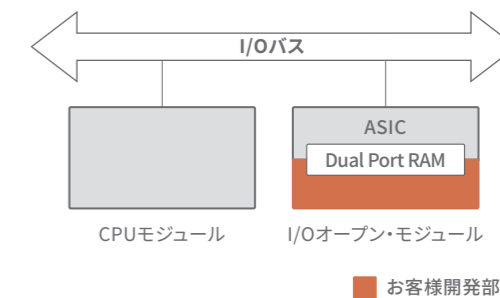 I/Oバス
ASIC
Dual Port RAM
CPUモジュール
I/Oオープン・モジュール
お客様開発部